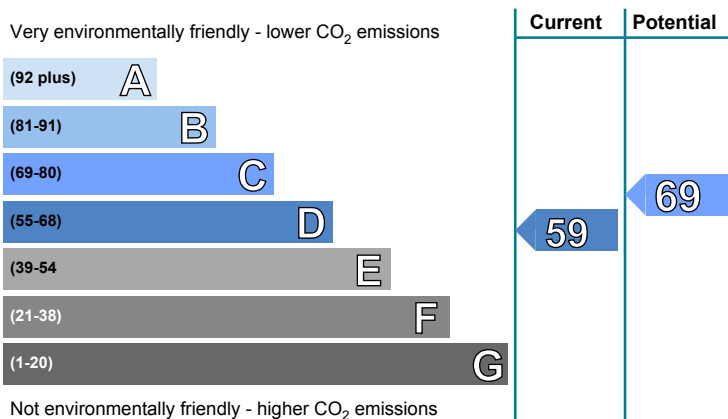 Current Potential
Very environmentally friendly - lower CO2 emissions
(92 plus) A
(81-91) B
(69-80) C
69
(55-68) D
59
(39-54 E
(21-38) F
(1-20) G
Not environmentally friendly - higher CO2 emissions